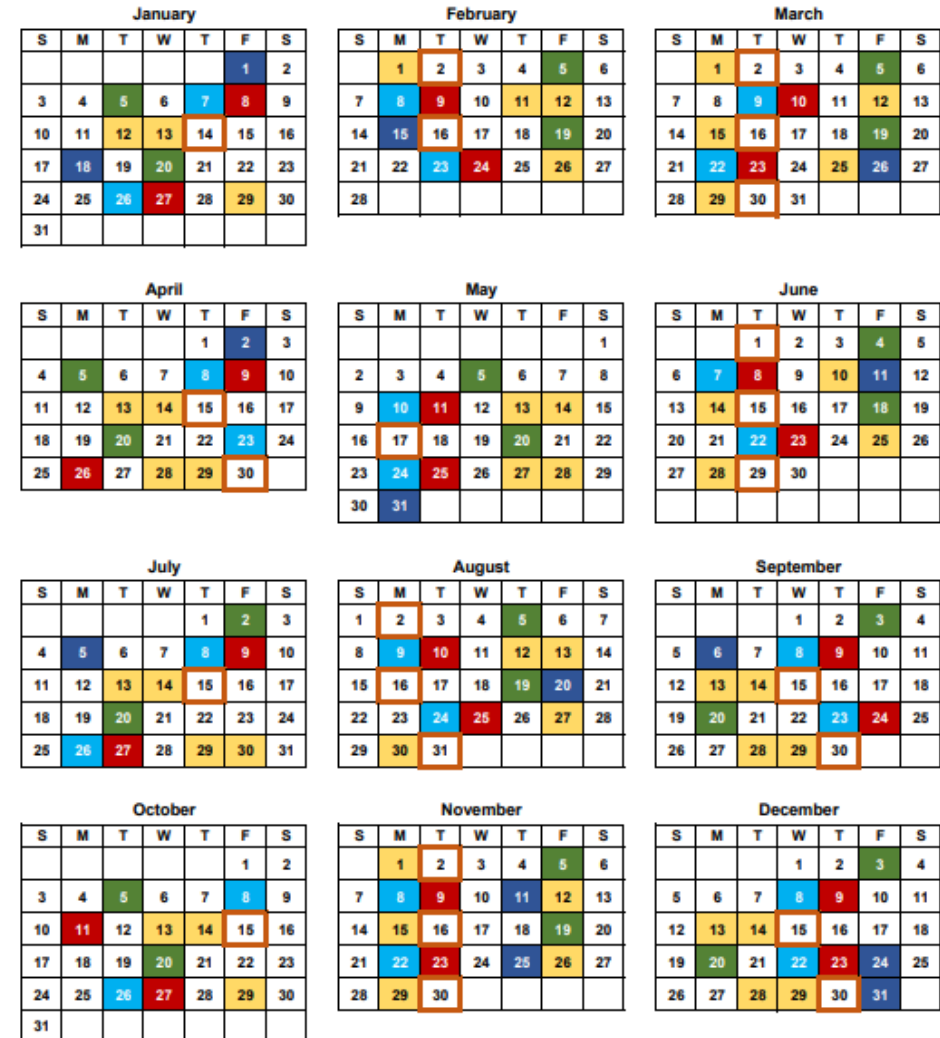 January February March
S M T W T F S S M T W T F S S M T W T F S
1 2 1 2 3 4 5 6 1 2 3 4 5 6
3 4 5 6 7 8 9 7 8 9 10 11 12 13 7 8 9 10 11 12 13
10 11 12 13 14 15 16 14 15 16 17 18 19 20 14 15 16 17 18 19 20
17 18 19 20 21 22 23 21 22 23 24 25 26 27 21 22 23 24 25 26 27
24 25 26 27 28 29 30 28 28 29 30 31
31
April May June
S M T W T F S S M T W T F S S M T W T F S
1 2 3 1 1 2 3 4 5
4 5 6 7 8 9 10 2 3 4 5 6 7 8 6 7 8 9 10 11 12
11 12 13 14 15 16 17 9 10 11 12 13 14 15 13 14 15 16 17 18 19
18 19 20 21 22 23 24 16 17 18 19 20 21 22 20 21 22 23 24 25 26
25 26 27 28 29 30 23 24 25 26 27 28 29 27 28 29 30
30 31
July August September
S M T W T F S S M T W T F S S M T W T F S
1 2 3 1 2 3 4 5 6 7 1 2 3 4
4 5 6 7 8 9 10 8 9 10 11 12 13 14 5 6 7 8 9 10 11
11 12 13 14 15 16 17 15 16 17 18 19 20 21 12 13 14 15 16 17 18
18 19 20 21 22 23 24 22 23 24 25 26 27 28 19 20 21 22 23 24 25
25 26 27 28 29 30 31 29 30 31 26 27 28 29 30
October November December
S M T W T F S S M T W T F S S M T W T F S
1 2 1 2 3 4 5 6 1 2 3 4
3 4 5 6 7 8 9 7 8 9 10 11 12 13 5 6 7 8 9 10 11
10 11 12 13 14 15 16 14 15 16 17 18 19 20 12 13 14 15 16 17 18
17 18 19 20 21 22 23 21 22 23 24 25 26 27 19 20 21 22 23 24 25
24 25 26 27 28 29 30 28 29 30 26 27 28 29 30 31
31